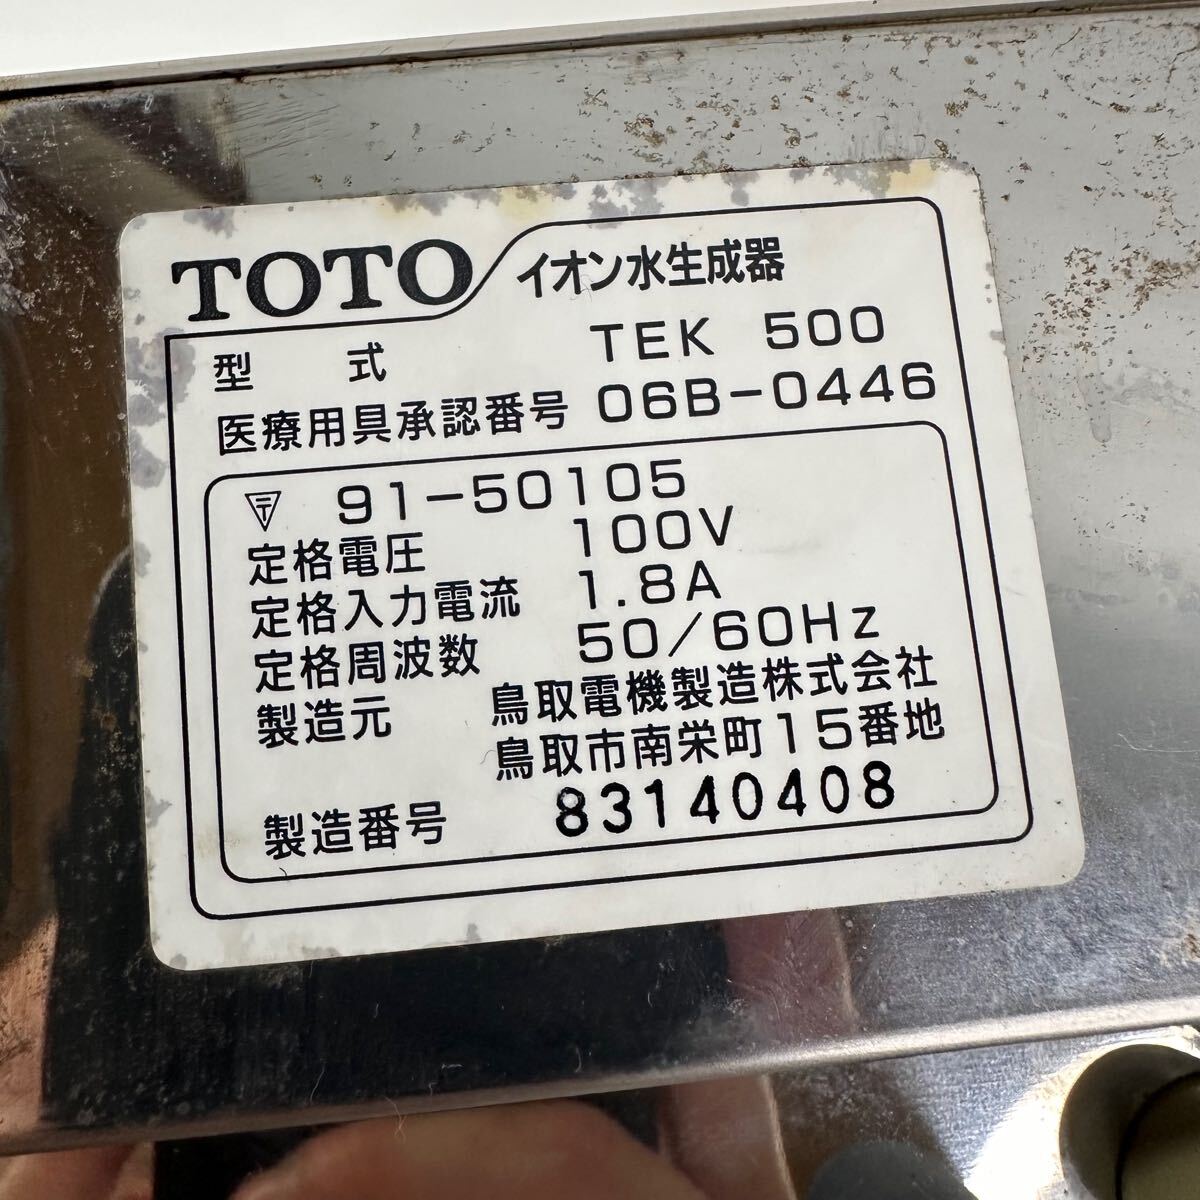 TOTO イオン水生成器
型 式 TEK 500
医療用具承認番号 06B-0446
〒 91-50105
定格電圧 100V
定格入力電流 1.8A
定格周波数 50/60Hz
製造元 鳥取電機製造株式会社
鳥取市南栄町15番地
製造番号 83140408